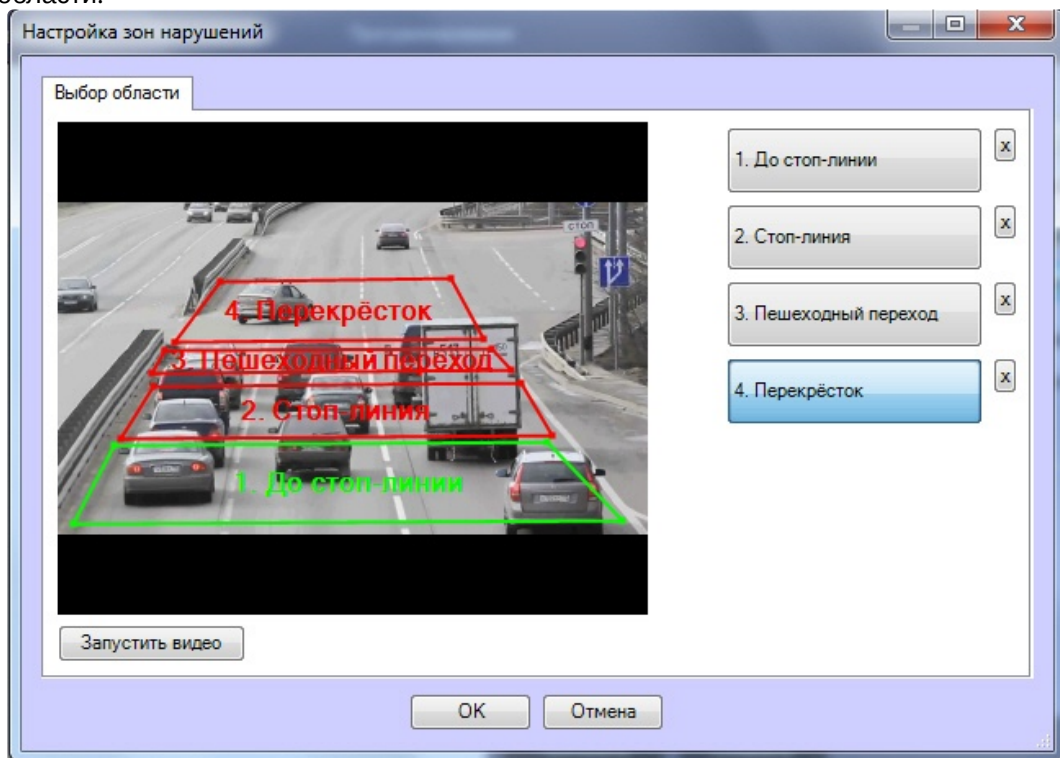 области.
Настройка зон нарушений
Выбор области
СТОП
4. Перекрёсток
3. Пешеходный переход
2. Стоп-линия
1. До стоп-линии
1. До стоп-линии
x
2. Стоп-линия
x
3. Пешеходный переход
x
4. Перекрёсток
x
Запустить видео
OK
Отмена